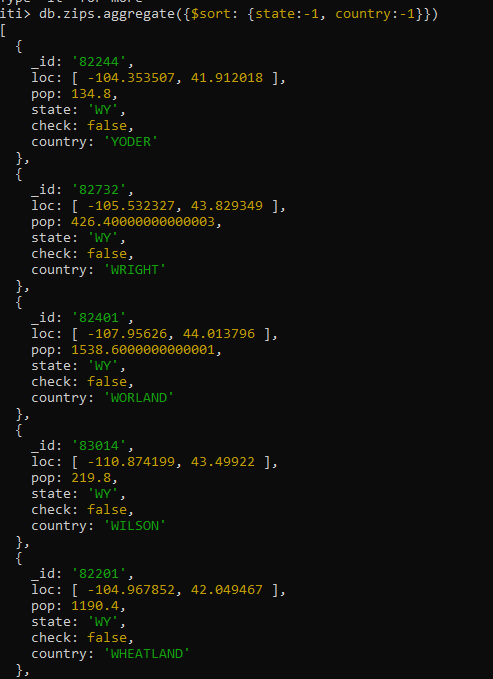 Type "it" for more
iti> db.zips.aggregate({$sort: {state:-1, country:-1}})
[
  {
    _id: '82244',
    loc: [ -104.353507, 41.912018 ],
    pop: 134.8,
    state: 'WY',
    check: false,
    country: 'YODER'
  },
  {
    _id: '82732',
    loc: [ -105.532327, 43.829349 ],
    pop: 426.40000000000003,
    state: 'WY',
    check: false,
    country: 'WRIGHT'
  },
  {
    _id: '82401',
    loc: [ -107.95626, 44.013796 ],
    pop: 1538.6000000000001,
    state: 'WY',
    check: false,
    country: 'WORLAND'
  },
  {
    _id: '83014',
    loc: [ -110.874199, 43.49922 ],
    pop: 219.8,
    state: 'WY',
    check: false,
    country: 'WILSON'
  },
  {
    _id: '82201',
    loc: [ -104.967852, 42.049467 ],
    pop: 1190.4,
    state: 'WY',
    check: false,
    country: 'WHEATLAND'
  },